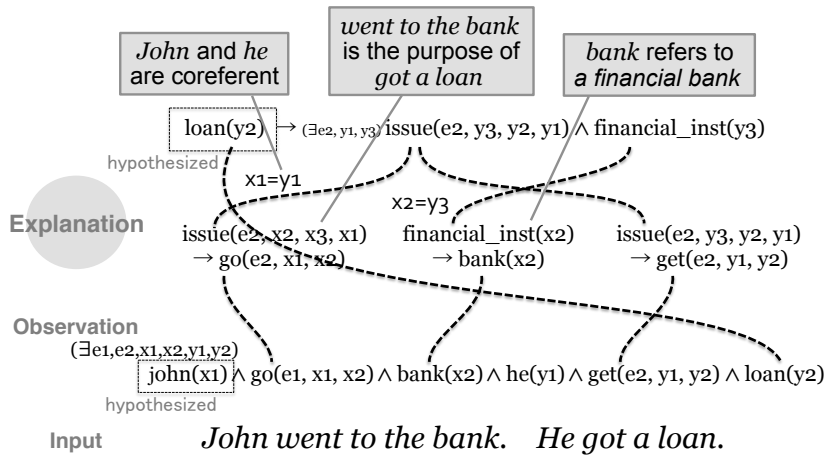 John and he
are coreferent
went to the bank
is the purpose of
got a loan
bank refers to
a financial bank
loan(y2) → (∃e2, y1, y3) issue(e2, y3, y2, y1) ∧ financial_inst(y3)
hypothesized
x1=y1
x2=y3
Explanation
issue(e2, x2, x3, x1)
→ go(e2, x1, x2)
financial_inst(x2)
→ bank(x2)
issue(e2, y3, y2, y1)
→ get(e2, y1, y2)
Observation
(∃e1,e2,x1,x2,y1,y2)
john(x1) ∧ go(e1, x1, x2) ∧ bank(x2) ∧ he(y1) ∧ get(e2, y1, y2) ∧ loan(y2)
hypothesized
Input
John went to the bank. He got a loan.